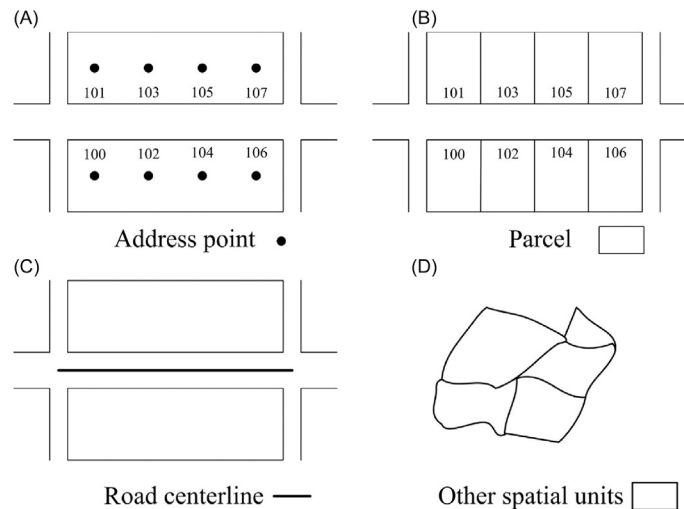 (A)
101 103 105 107
100 102 104 106
Address point
(B)
101 103 105 107
100 102 104 106
Parcel
(C)
Road centerline
(D)
Other spatial units